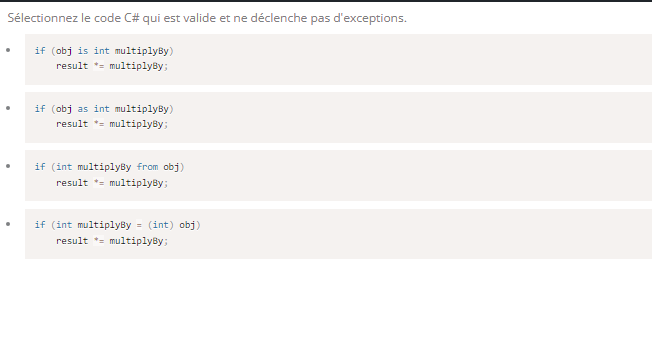 Sélectionnez le code C# qui est valide et ne déclenche pas d'exceptions.
if (obj is int multiplyBy)
result *= multiplyBy;
if (obj as int multiplyBy)
result *= multiplyBy;
if (int multiplyBy from obj)
result *= multiplyBy;
if (int multiplyBy = (int) obj)
result *= multiplyBy;